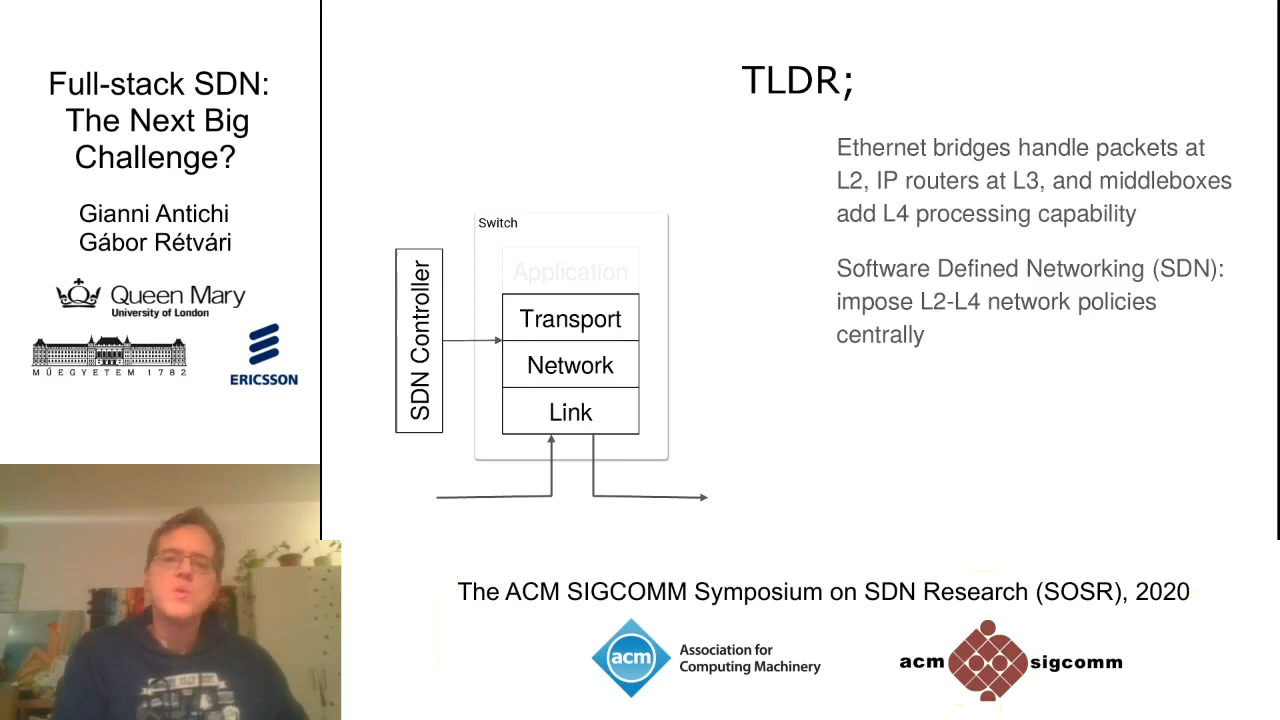 Full-stack SDN:
The Next Big
Challenge?
Gianni Antichi
Gábor Rétvári
Queen Mary
University of London
MŰEGYETEM 1782
ERICSSON
TLDR;
Ethernet bridges handle packets at
L2, IP routers at L3, and middleboxes
add L4 processing capability
Software Defined Networking (SDN):
impose L2-L4 network policies
centrally
Switch
SDN Controller
Application
Transport
Network
Link
The ACM SIGCOMM Symposium on SDN Research (SOSR), 2020
acm
Association for
Computing Machinery
acm sigcomm